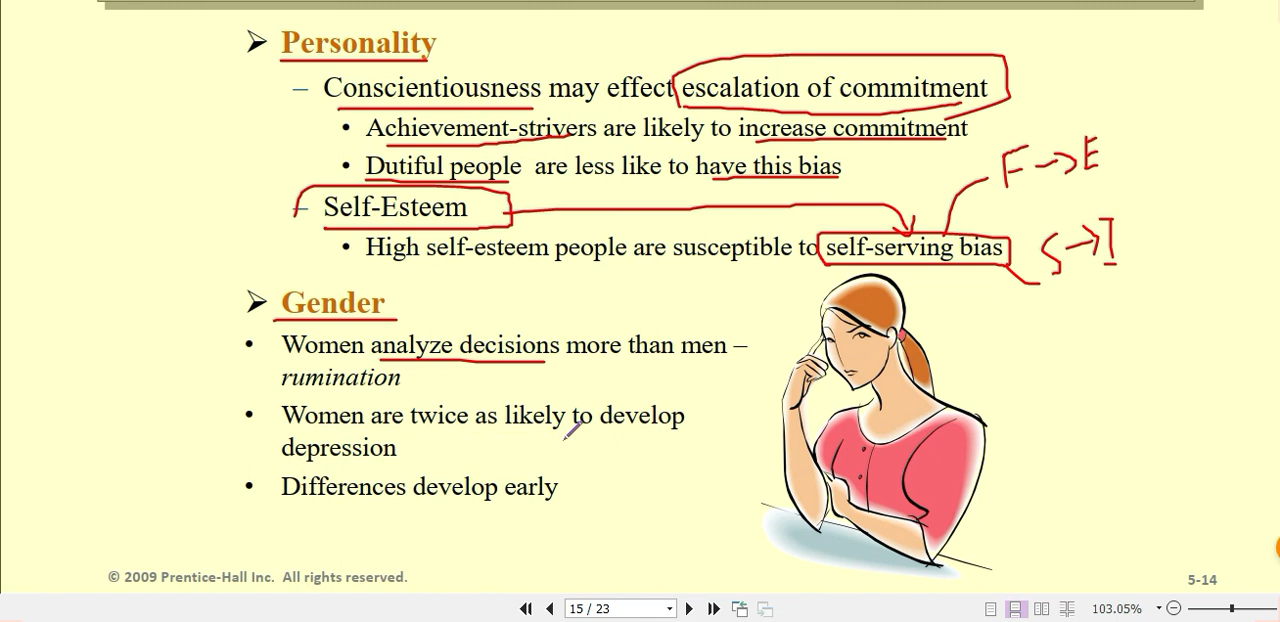 ➢ Personality
– Conscientiousness may effect escalation of commitment
• Achievement-strivers are likely to increase commitment
• Dutiful people are less like to have this bias
F → E
– Self-Esteem
• High self-esteem people are susceptible to self-serving bias
S → I
➢ Gender
• Women analyze decisions more than men –
rumination
• Women are twice as likely to develop
depression
• Differences develop early
© 2009 Prentice-Hall Inc. All rights reserved.
5-14
15 / 23
103.05%